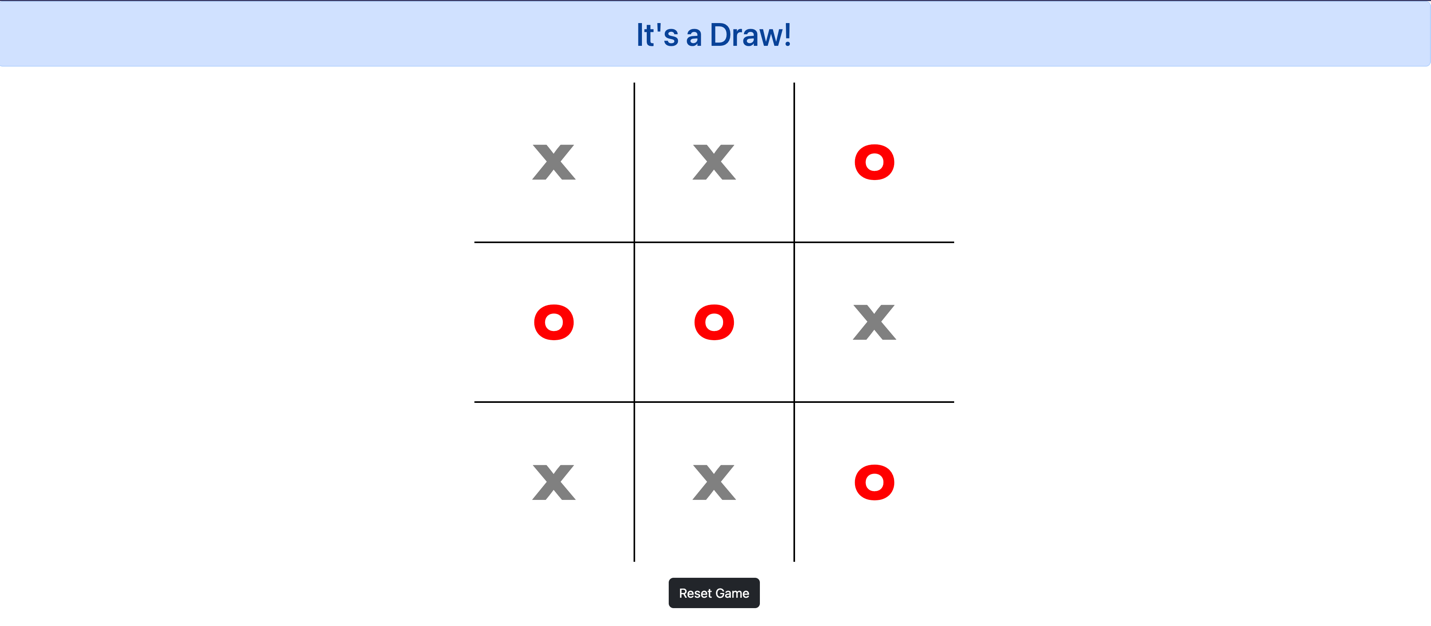 It's a Draw!
X X O
O O X
X X O
Reset Game